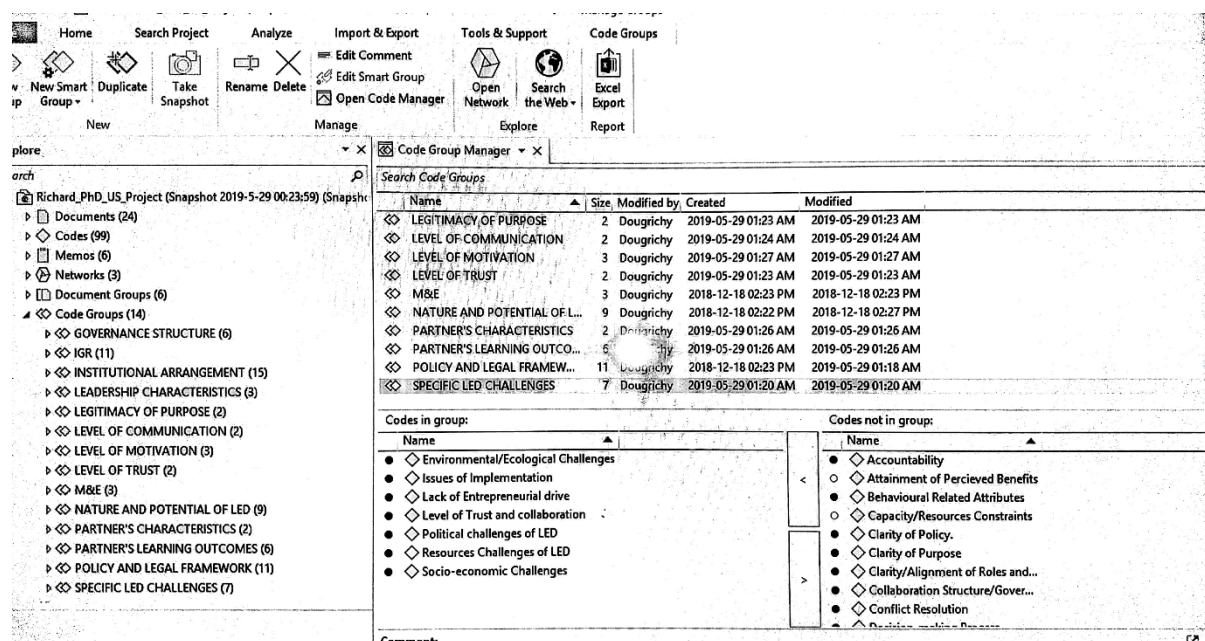 Home Search Project Analyze Import & Export Tools & Support Code Groups
New Smart Group Duplicate Take Snapshot Rename Delete Edit Comment
Edit Smart Group
Open Code Manager
Open Network Search the Web Excel Export
New Manage Explore Report
plore
arch
Richard_PhD_US_Project (Snapshot 2019-5-29 00:23:59) (Snapsh
Documents (24)
Codes (99)
Memos (6)
Networks (3)
Document Groups (6)
Code Groups (14)
GOVERNANCE STRUCTURE (6)
IGR (11)
INSTITUTIONAL ARRANGEMENT (15)
LEADERSHIP CHARACTERISTICS (3)
LEGITIMACY OF PURPOSE (2)
LEVEL OF COMMUNICATION (2)
LEVEL OF MOTIVATION (3)
LEVEL OF TRUST (2)
M&E (3)
NATURE AND POTENTIAL OF LED (9)
PARTNER'S CHARACTERISTICS (2)
PARTNER'S LEARNING OUTCOMES (6)
POLICY AND LEGAL FRAMEWORK (11)
SPECIFIC LED CHALLENGES (7)
Code Group Manager
Search Code Groups
Name Size Modified by Created Modified
LEGITIMACY OF PURPOSE 2 Dougrichy 2019-05-29 01:23 AM 2019-05-29 01:23 AM
LEVEL OF COMMUNICATION 2 Dougrichy 2019-05-29 01:24 AM 2019-05-29 01:24 AM
LEVEL OF MOTIVATION 3 Dougrichy 2019-05-29 01:27 AM 2019-05-29 01:27 AM
LEVEL OF TRUST 2 Dougrichy 2019-05-29 01:23 AM 2019-05-29 01:23 AM
M&E 3 Dougrichy 2018-12-18 02:23 PM 2018-12-18 02:23 PM
NATURE AND POTENTIAL OF L... 9 Dougrichy 2018-12-18 02:22 PM 2018-12-18 02:27 PM
PARTNER'S CHARACTERISTICS 2 Dougrichy 2019-05-29 01:26 AM 2019-05-29 01:26 AM
PARTNER'S LEARNING OUTCO... 6 2019-05-29 01:26 AM 2019-05-29 01:26 AM
POLICY AND LEGAL FRAMEW... 11 Dougrichy 2018-12-18 02:23 PM 2019-05-29 01:18 AM
SPECIFIC LED CHALLENGES 7 Dougrichy 2019-05-29 01:20 AM 2019-05-29 01:20 AM
Codes in group:
Name
Environmental/Ecological Challenges
Issues of Implementation
Lack of Entrepreneurial drive
Level of Trust and collaboration
Political challenges of LED
Resources Challenges of LED
Socio-economic Challenges
<
>
Codes not in group:
Name
Accountability
Attainment of Percieved Benefits
Behavioural Related Attributes
Capacity/Resources Constraints
Clarity of Policy.
Clarity of Purpose
Clarity/Alignment of Roles and...
Collaboration Structure/Gover...
Conflict Resolution